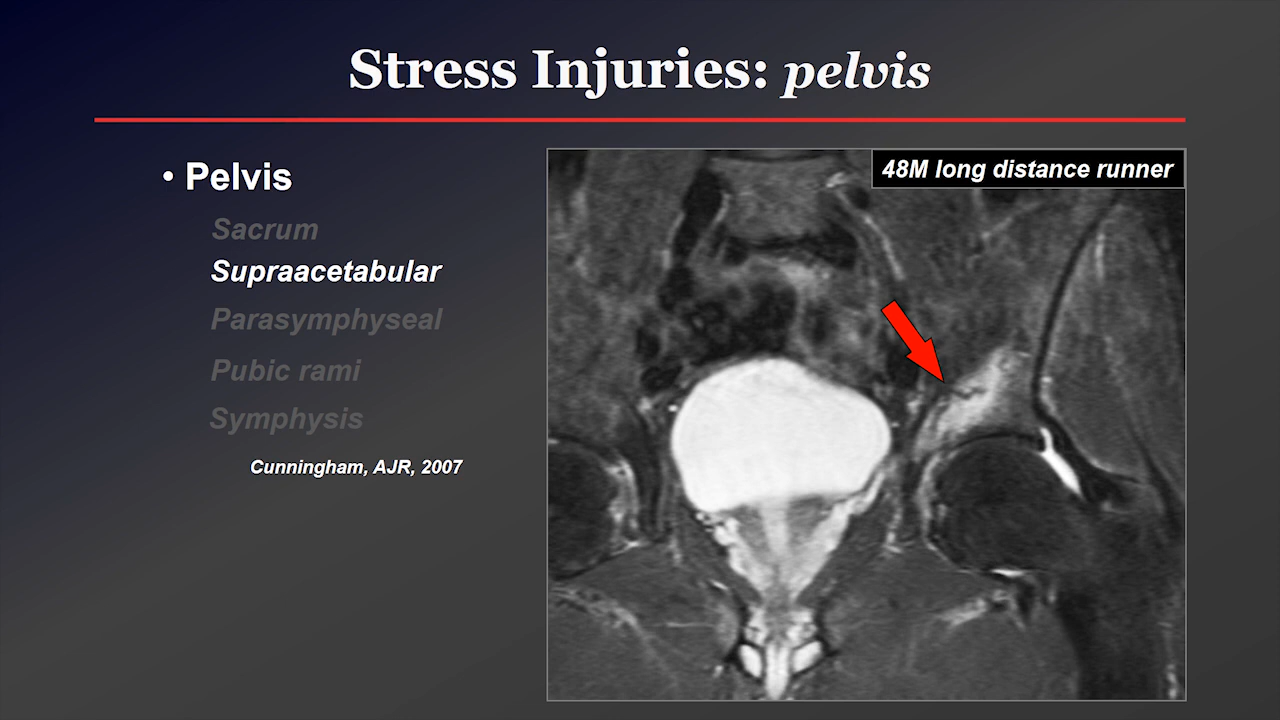 Stress Injuries: pelvis
• Pelvis
Sacrum
Supraacetabular
Parasymphyseal
Pubic rami
Symphysis
Cunningham, AJR, 2007
48M long distance runner